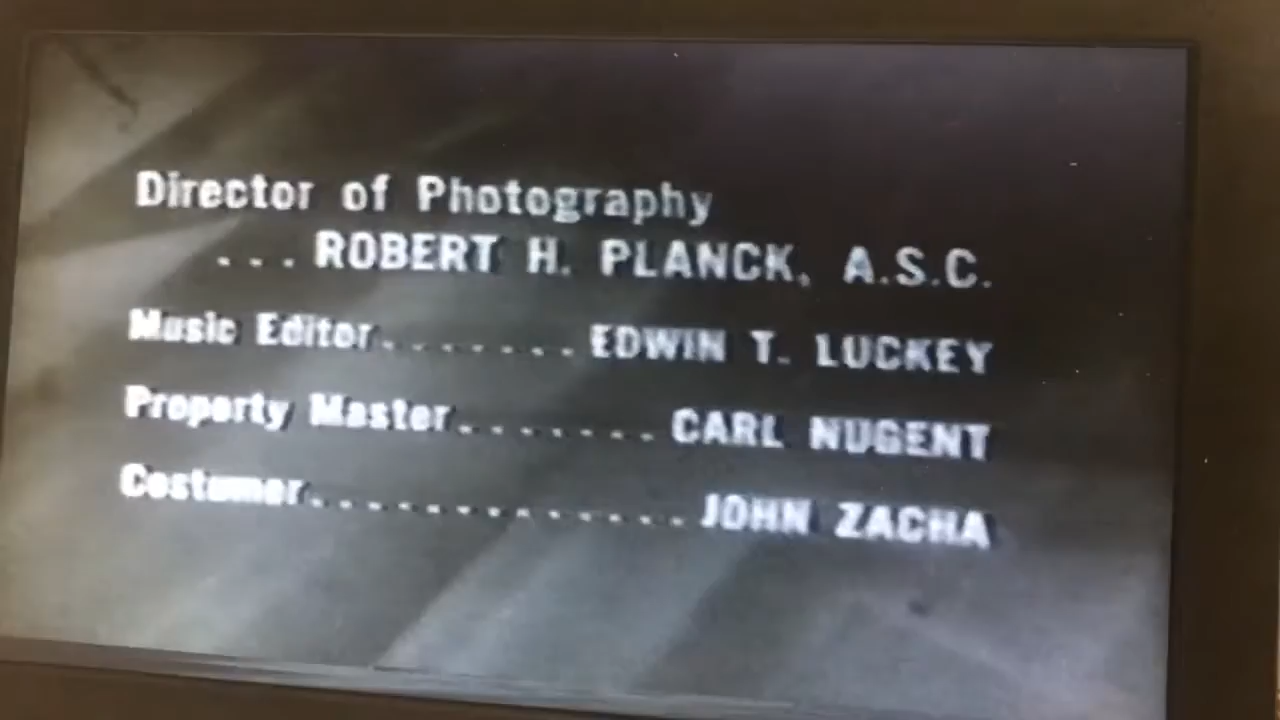 Director of Photography
... ROBERT H. PLANCK, A.S.C.
Music Editor....... EDWIN T. LUCKEY
Property Master....... CARL NUGENT
Costumer.............. JOHN ZACHA